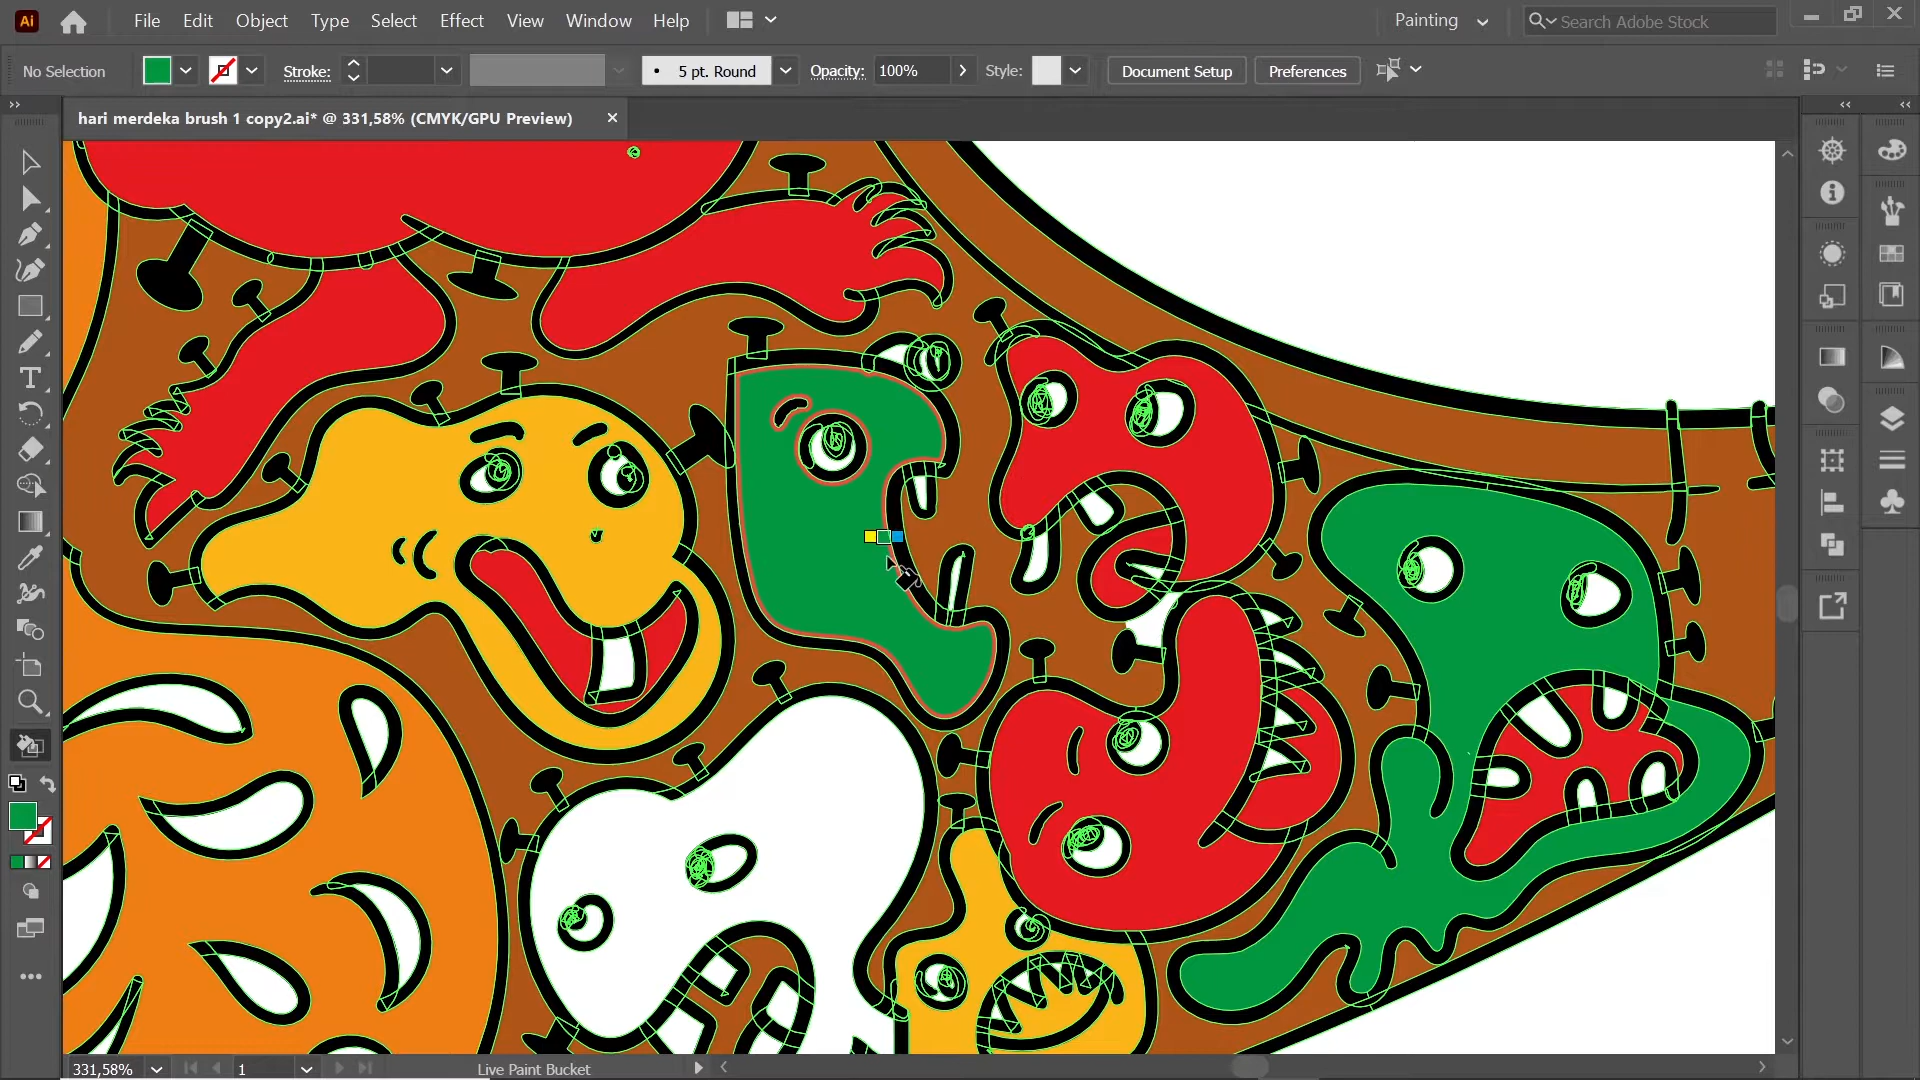 Ai File Edit Object Type Select Effect View Window Help Painting Search Adobe Stock
No Selection Stroke: 5 pt. Round Opacity: 100% Style: Document Setup Preferences
hari merdeka brush 1 copy2.ai* @ 331,58% (CMYK/GPU Preview)
331,58% 1 Live Paint Bucket